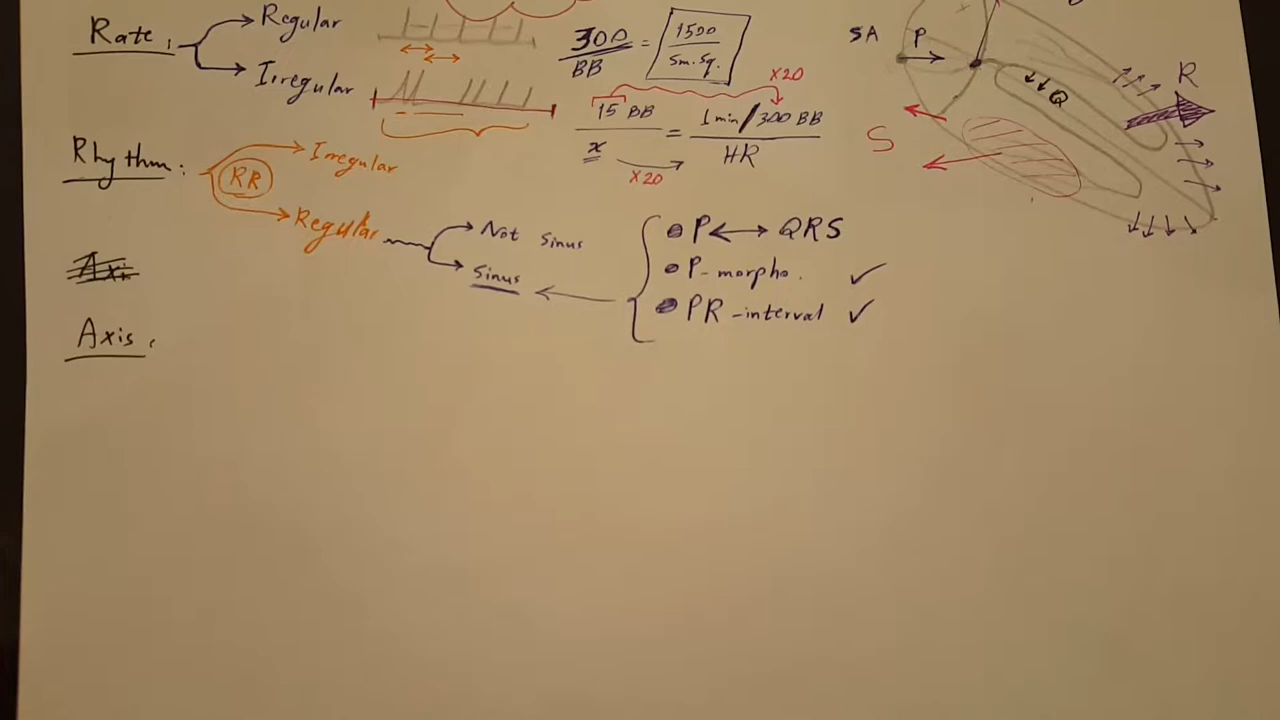 Rate:
Regular
Irregular
300 / BB = 1500 / Sm.Sq.
x20
15 BB / x = 1 min / 300 BB / HR
x20
Rhythm:
RR
Irregular
Regular
Not Sinus
Sinus
P ↔ QRS
P-morpho. ✓
PR-interval ✓
Axis:
SA
P
Q
R
S